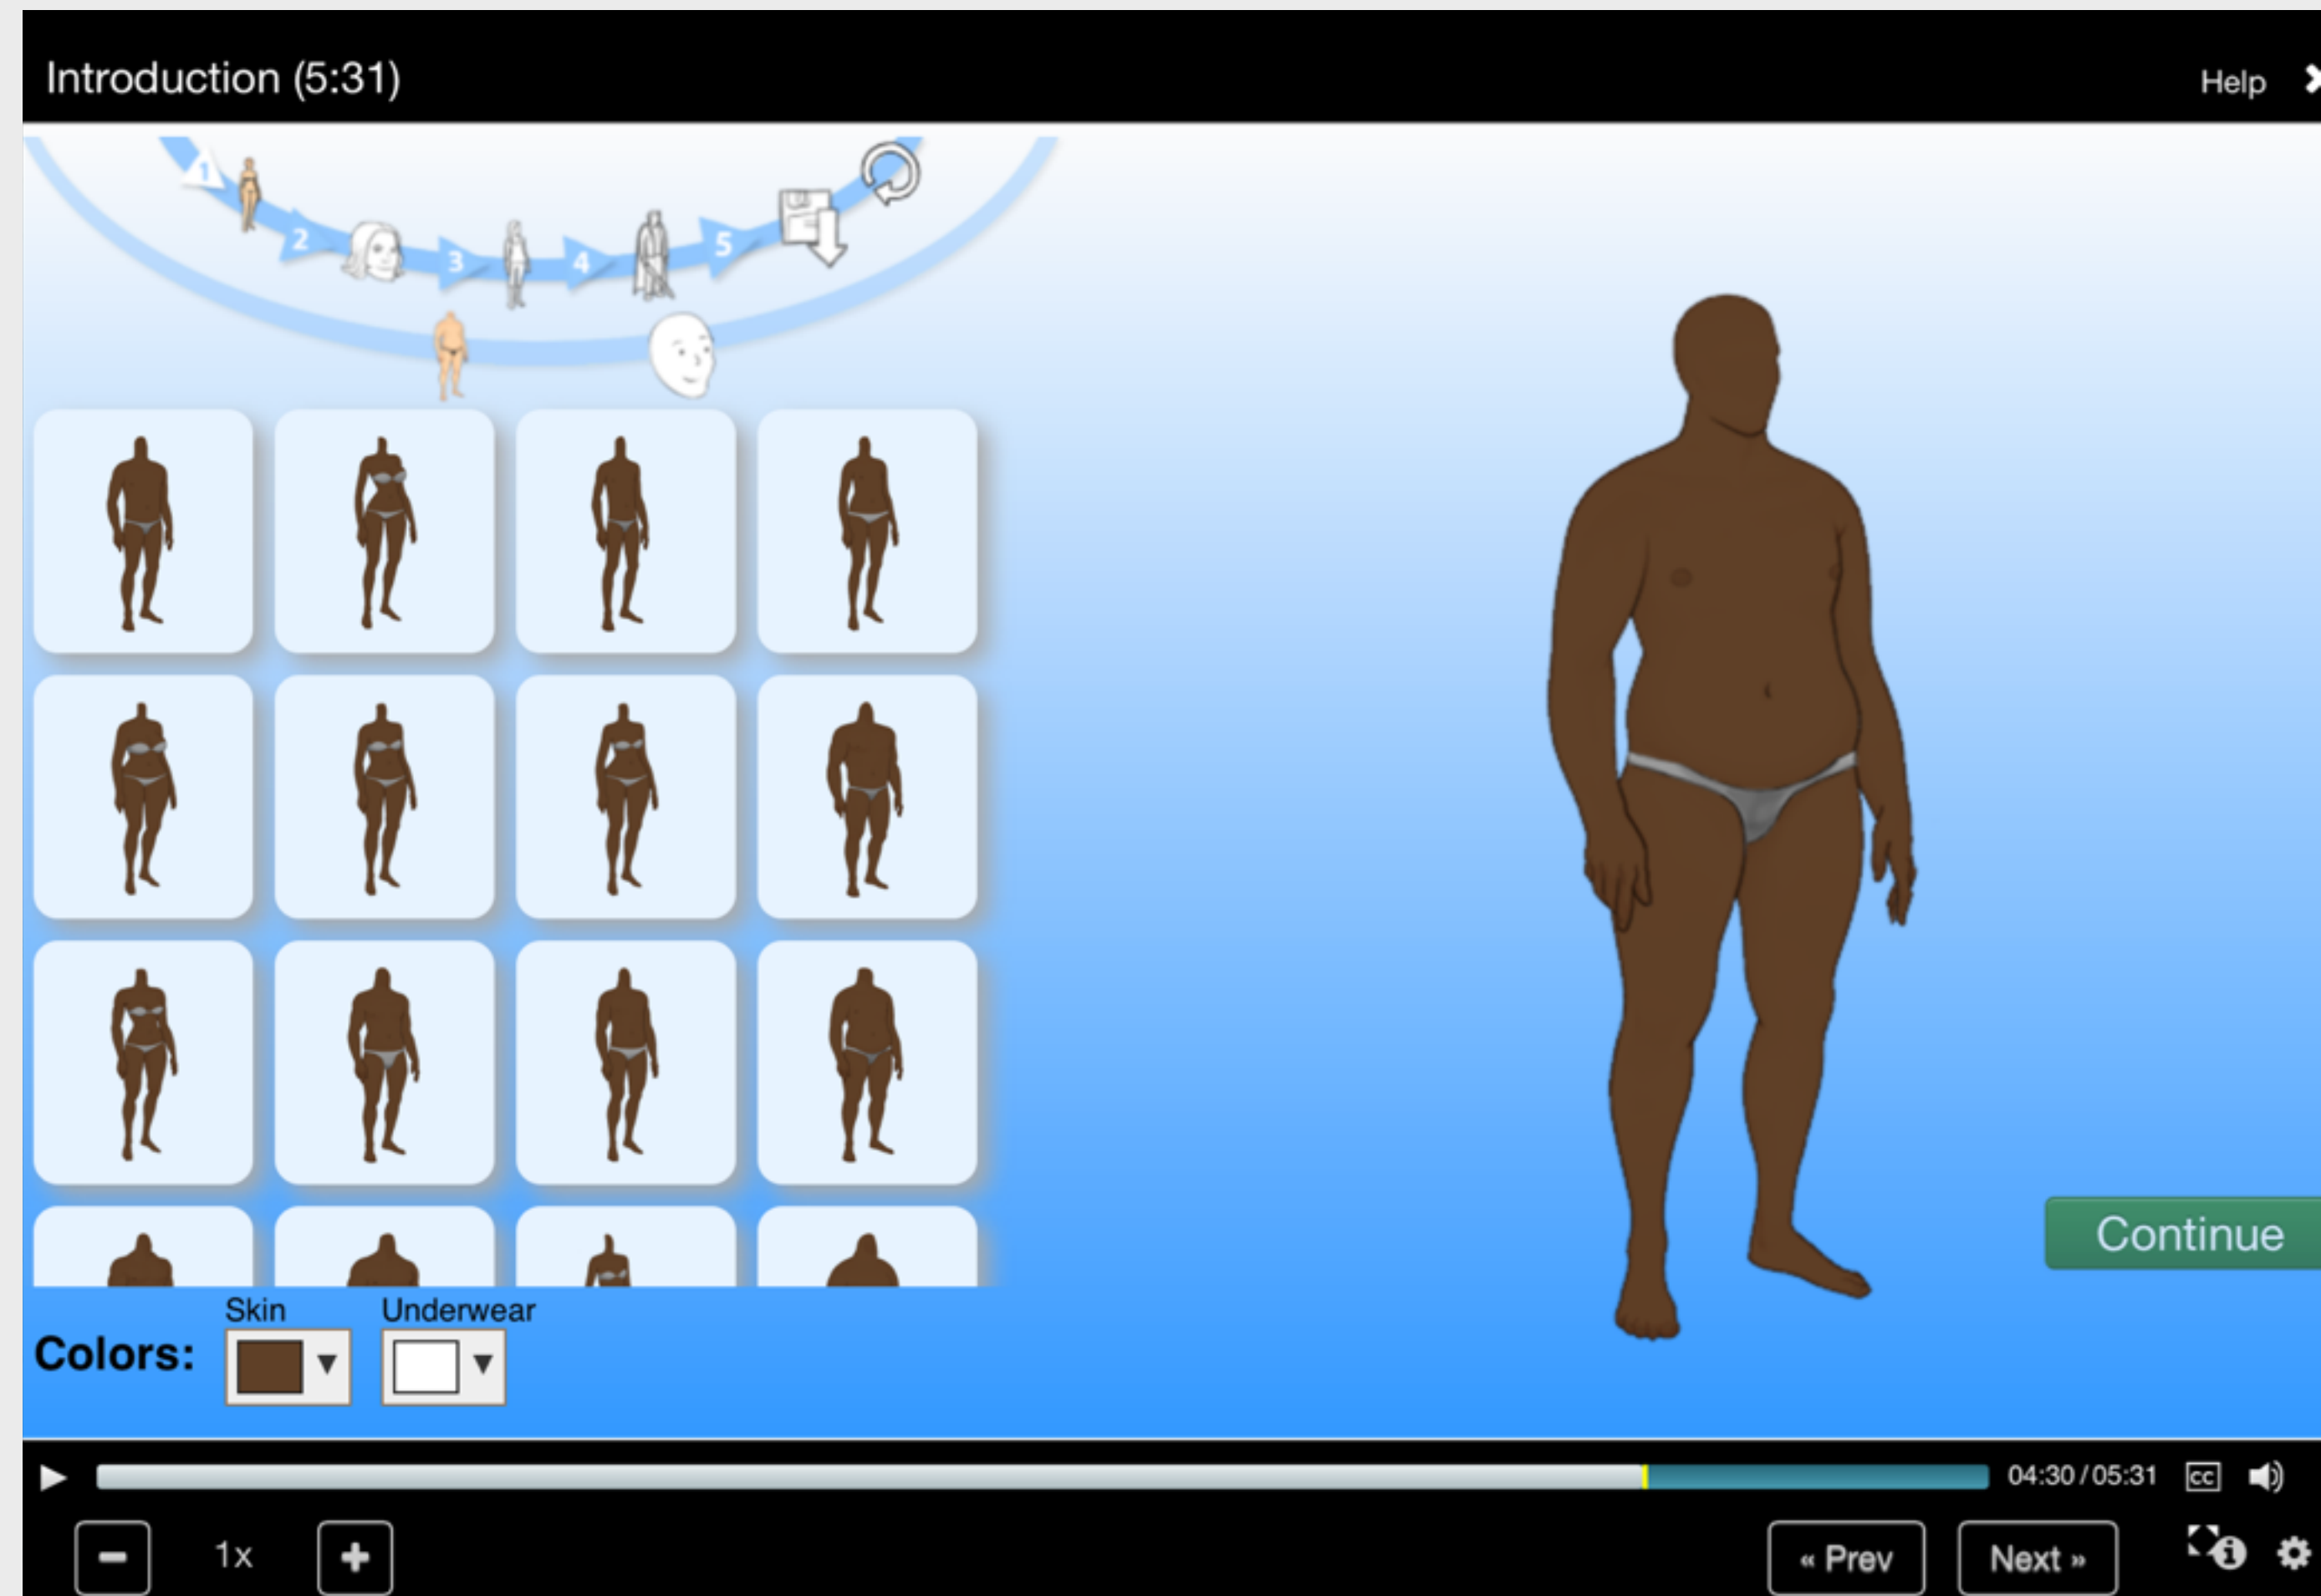 Introduction (5:31)
Help
1
2
3
4
5
Continue
Skin
Underwear
Colors:
04:30 / 05:31
CC
1x
« Prev
Next »